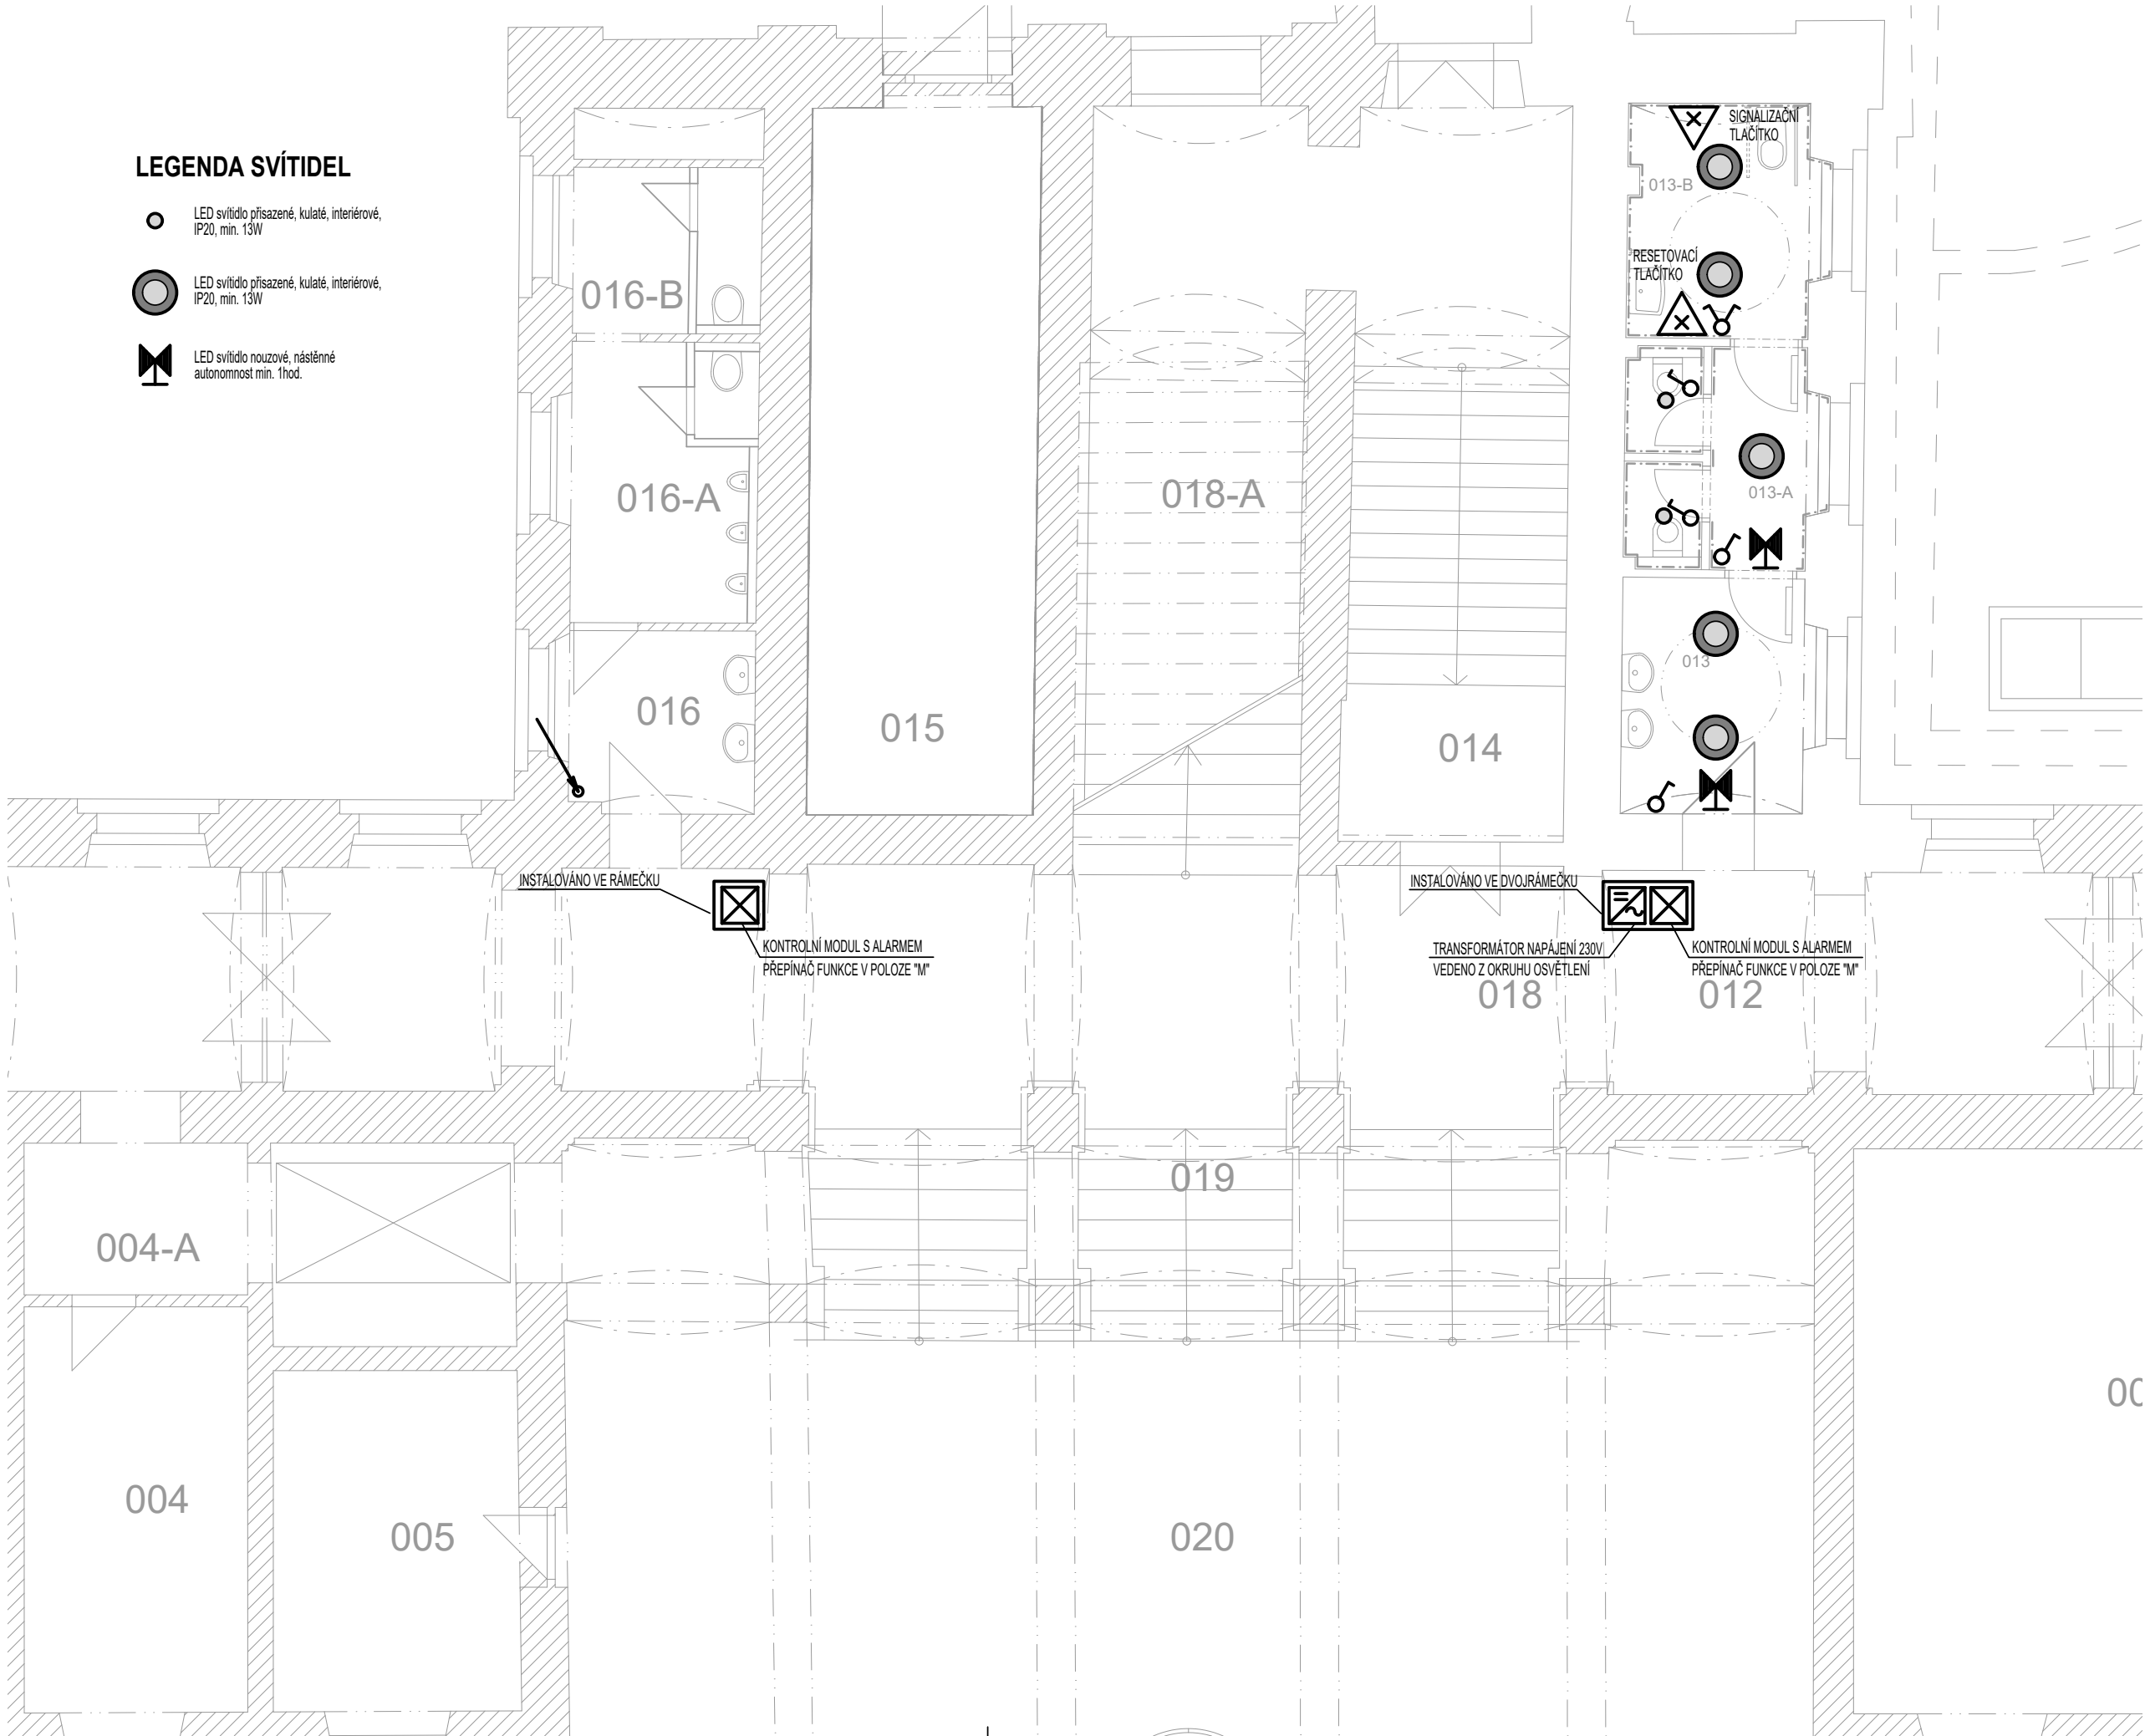 LEGENDA SVÍTIDEL
LED svítidlo přisazené, kulaté, interiérové,
IP20, min. 13W
LED svítidlo přisazené, kulaté, interiérové,
IP20, min. 13W
LED svítidlo nouzové, nástěnné
autonomnost min. 1hod.
SIGNALIZAČNÍ
TLAČÍTKO
013-B
RESETOVACÍ
TLAČÍTKO
016-B
016-A
018-A
013-A
013
016
015
014
INSTALOVÁNO VE RÁMEČKU
KONTROLNÍ MODUL S ALARMEM
PŘEPÍNAČ FUNKCE V POLOZE "M"
INSTALOVÁNO VE DVOJRÁMEČKU
TRANSFORMÁTOR NAPÁJENÍ 230V
VEDENO Z OKRUHU OSVĚTLENÍ
KONTROLNÍ MODUL S ALARMEM
PŘEPÍNAČ FUNKCE V POLOZE "M"
018
012
019
004-A
004
005
020